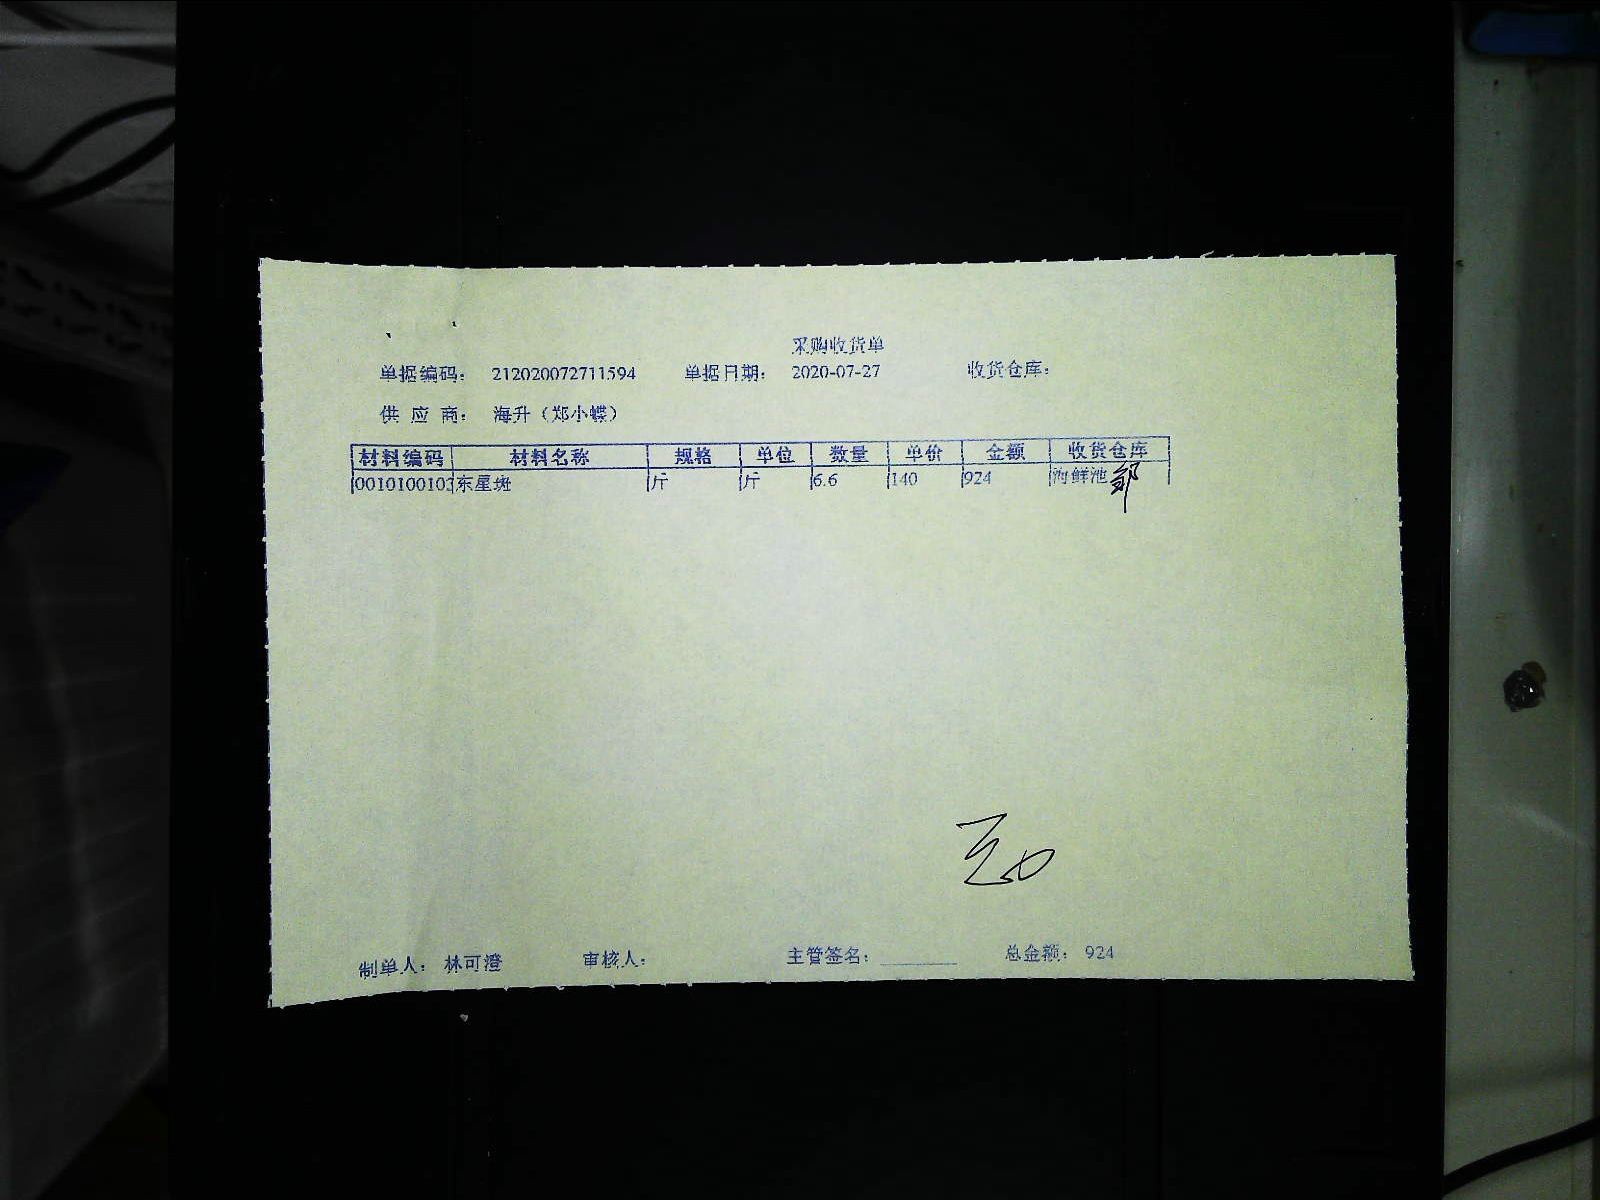 采购收货单
单据编码： 212020072711594 单据日期： 2020-07-27 收货仓库：
供 应 商： 海升（郑小蝶）
材料编码 材料名称 规格 单位 数量 单价 金额 收货仓库
0010100103 东星斑 斤 斤 6.6 140 924 海鲜池
制单人： 林可澄 审核人： 主管签名： 总金额： 924